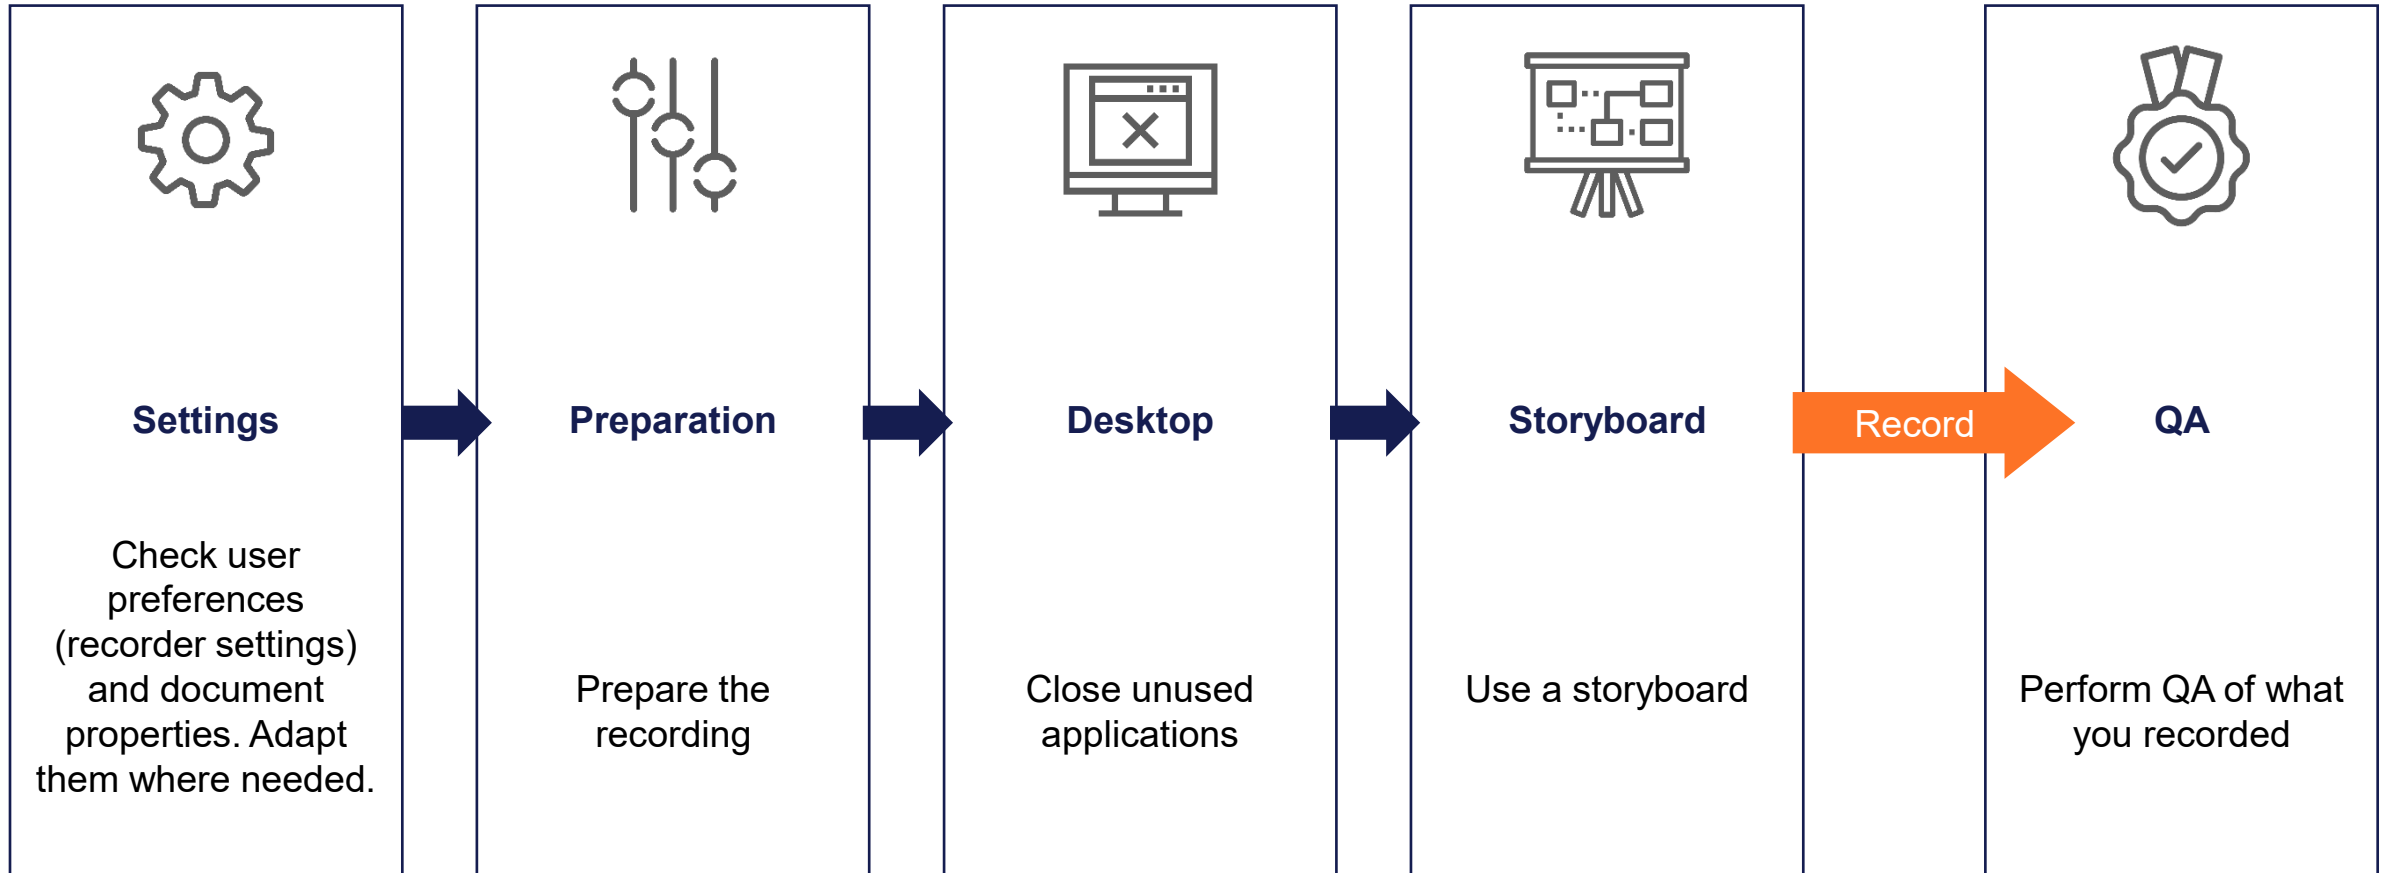 Settings
Preparation
Desktop
Storyboard
Record
QA
Check user
preferences
(recorder settings)
and document
properties. Adapt
them where needed.
Prepare the
recording
Close unused
applications
Use a storyboard
Perform QA of what
you recorded